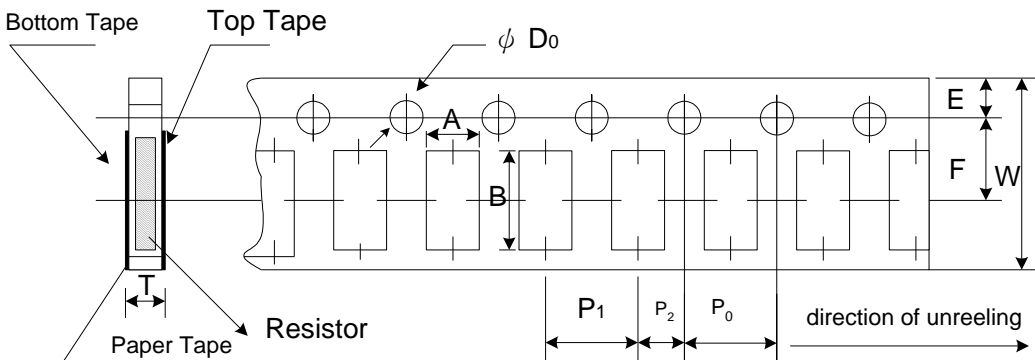 Bottom Tape
Top Tape
ϕ D0
E
A
F
W
B
T
P1
P2
P0
direction of unreeling
Resistor
Paper Tape